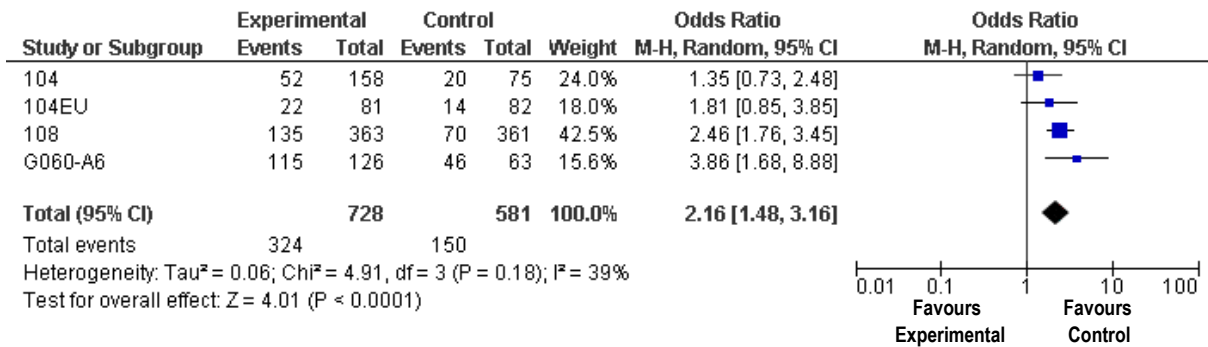 Experimental Control Odds Ratio Odds Ratio
Study or Subgroup Events Total Events Total Weight M-H, Random, 95% CI M-H, Random, 95% CI
104 52 158 20 75 24.0% 1.35 [0.73, 2.48]
104EU 22 81 14 82 18.0% 1.81 [0.85, 3.85]
108 135 363 70 361 42.5% 2.46 [1.76, 3.45]
G060-A6 115 126 46 63 15.6% 3.86 [1.68, 8.88]
Total (95% CI) 728 581 100.0% 2.16 [1.48, 3.16]
Total events 324 150
Heterogeneity: Tau² = 0.06; Chi² = 4.91, df = 3 (P = 0.18); I² = 39%
Test for overall effect: Z = 4.01 (P < 0.0001)
0.01 0.1 1 10 100
Favours Favours
Experimental Control